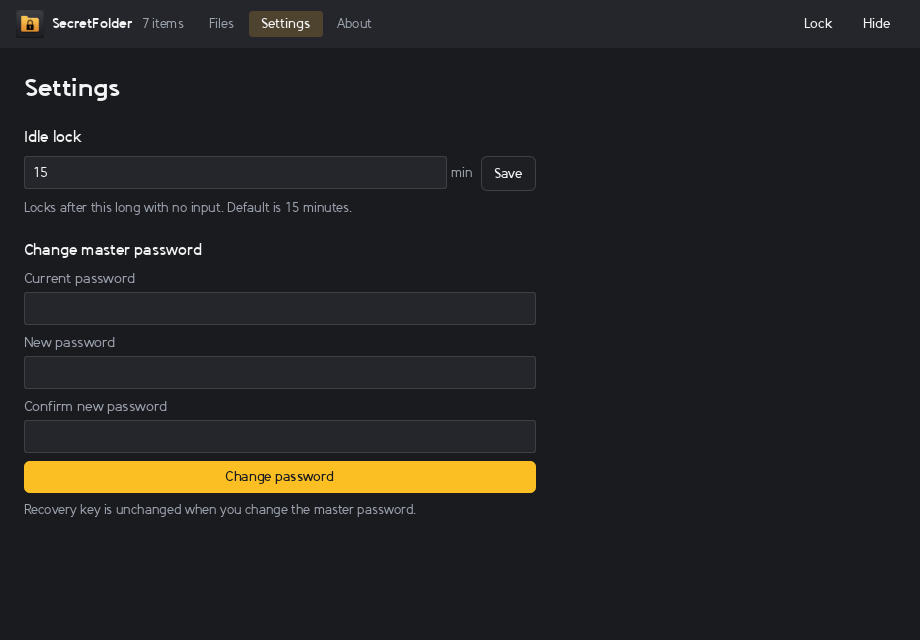 SecretFolder 7 items Files Settings About Lock Hide
Settings
Idle lock
15 min Save
Locks after this long with no input. Default is 15 minutes.
Change master password
Current password
New password
Confirm new password
Change password
Recovery key is unchanged when you change the master password.